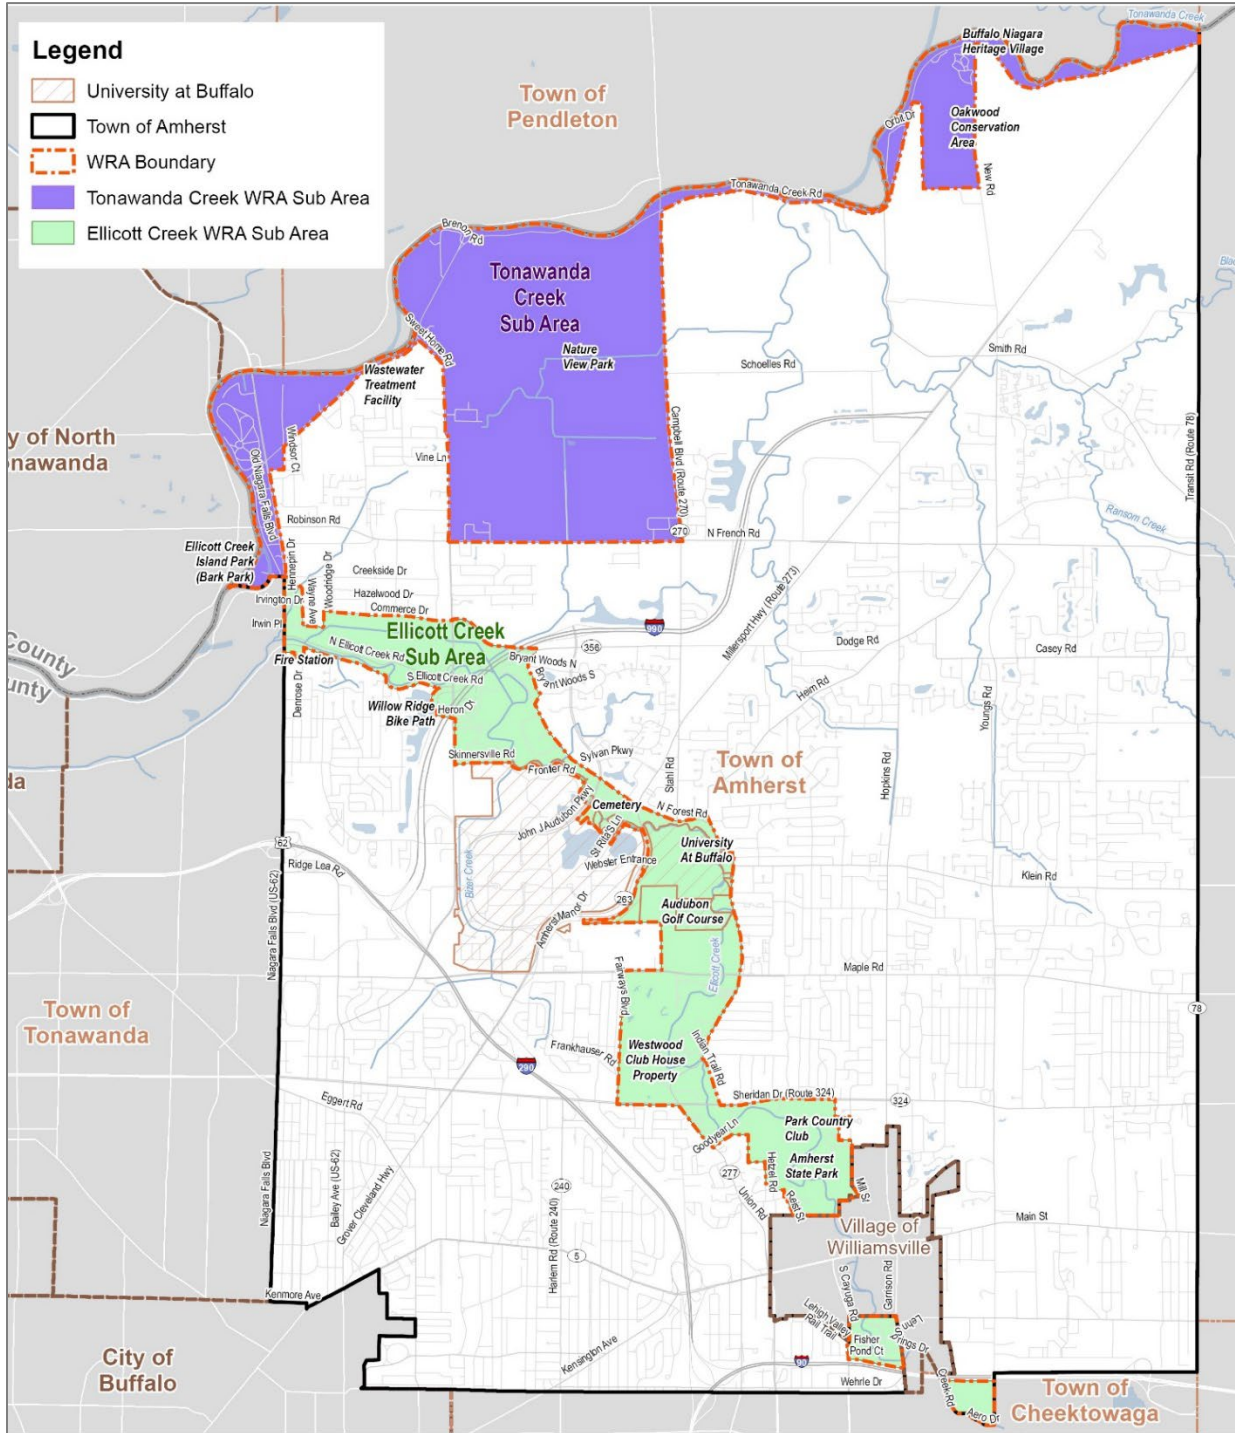 Legend
University at Buffalo
Town of Amherst
WRA Boundary
Tonawanda Creek WRA Sub Area
Ellicott Creek WRA Sub Area
Tonawanda Creek
Buffalo Niagara
Heritage Village
Town of
Pendleton
Orbit Dr
Oakwood
Conservation
Area
New Rd
Tonawanda Creek Rd
Brenon Rd
Tonawanda
Creek
Sub Area
Sweet Home Rd
Nature
View Park
Smith Rd
Schoelles Rd
Wastewater
Treatment
Facility
y of North
onawanda
Windsor Ct
Old Niagara Falls Blvd
Vine Ln
Campbell Blvd (Route 270)
Transit Rd (Route 78)
Ransom Creek
Robinson Rd
270
N French Rd
Ellicott Creek
Island Park
(Bark Park)
Hennepin Dr
Creekside Dr
Wayne Ave
Woodridge Dr
Hazelwood Dr
Irvington Dr
Commerce Dr
Millersport Hwy (Route 273)
Irwin Pl
Ellicott Creek
Sub Area
990
356
Dodge Rd
Casey Rd
County
unty
N Ellicott Creek Rd
Fire Station
Bryant Woods N
Bryant Woods S
S Ellicott Creek Rd
Heim Rd
Youngs Rd
Denrose Dr
Willow Ridge
Bike Path
Heron Dr
Skinnersville Rd
Sylvan Pkwy
Frontier Rd
Stahl Rd
Town of
Amherst
Hopkins Rd
da
John J Audubon Pkwy
Cemetery
N Forest Rd
St Rita'S Ln
University
At Buffalo
62
Ridge Lea Rd
Bizer Creek
Webster Entrance
Klein Rd
Niagara Falls Blvd (US-62)
263
Audubon
Golf Course
Amherst Manor Dr
Ellicott Creek
Fairways Blvd
Maple Rd
Town of
Tonawanda
78
Frankhauser Rd
Westwood
Club House
Property
Indian Trail Rd
290
Sheridan Dr (Route 324)
324
Eggert Rd
Park Country
Club
Goodyear Ln
Amherst
State Park
Niagara Falls Blvd
Bailey Ave (US-62)
Grover Cleveland Hwy
240
277
Hetzel Rd
Mill St
Union Rd
Reist St
Main St
Village of
Williamsville
Harlem Rd (Route 240)
5
S Cayuga Rd
Garrison Rd
Kenmore Ave
Lehigh Valley
Rail Trail
Kensington Ave
Fisher
Pond Ct
City of
Buffalo
90
Wehrle Dr
Creek Rd
Aero Dr
Town of
Cheektowaga